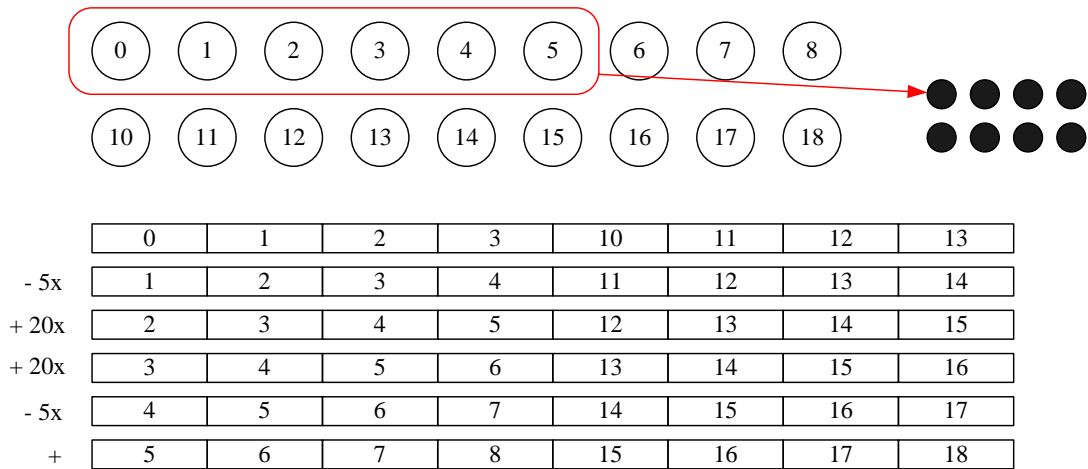 0 1 2 3 4 5 6 7 8
10 11 12 13 14 15 16 17 18
0 1 2 3 10 11 12 13
- 5x 1 2 3 4 11 12 13 14
+ 20x 2 3 4 5 12 13 14 15
+ 20x 3 4 5 6 13 14 15 16
- 5x 4 5 6 7 14 15 16 17
+ 5 6 7 8 15 16 17 18